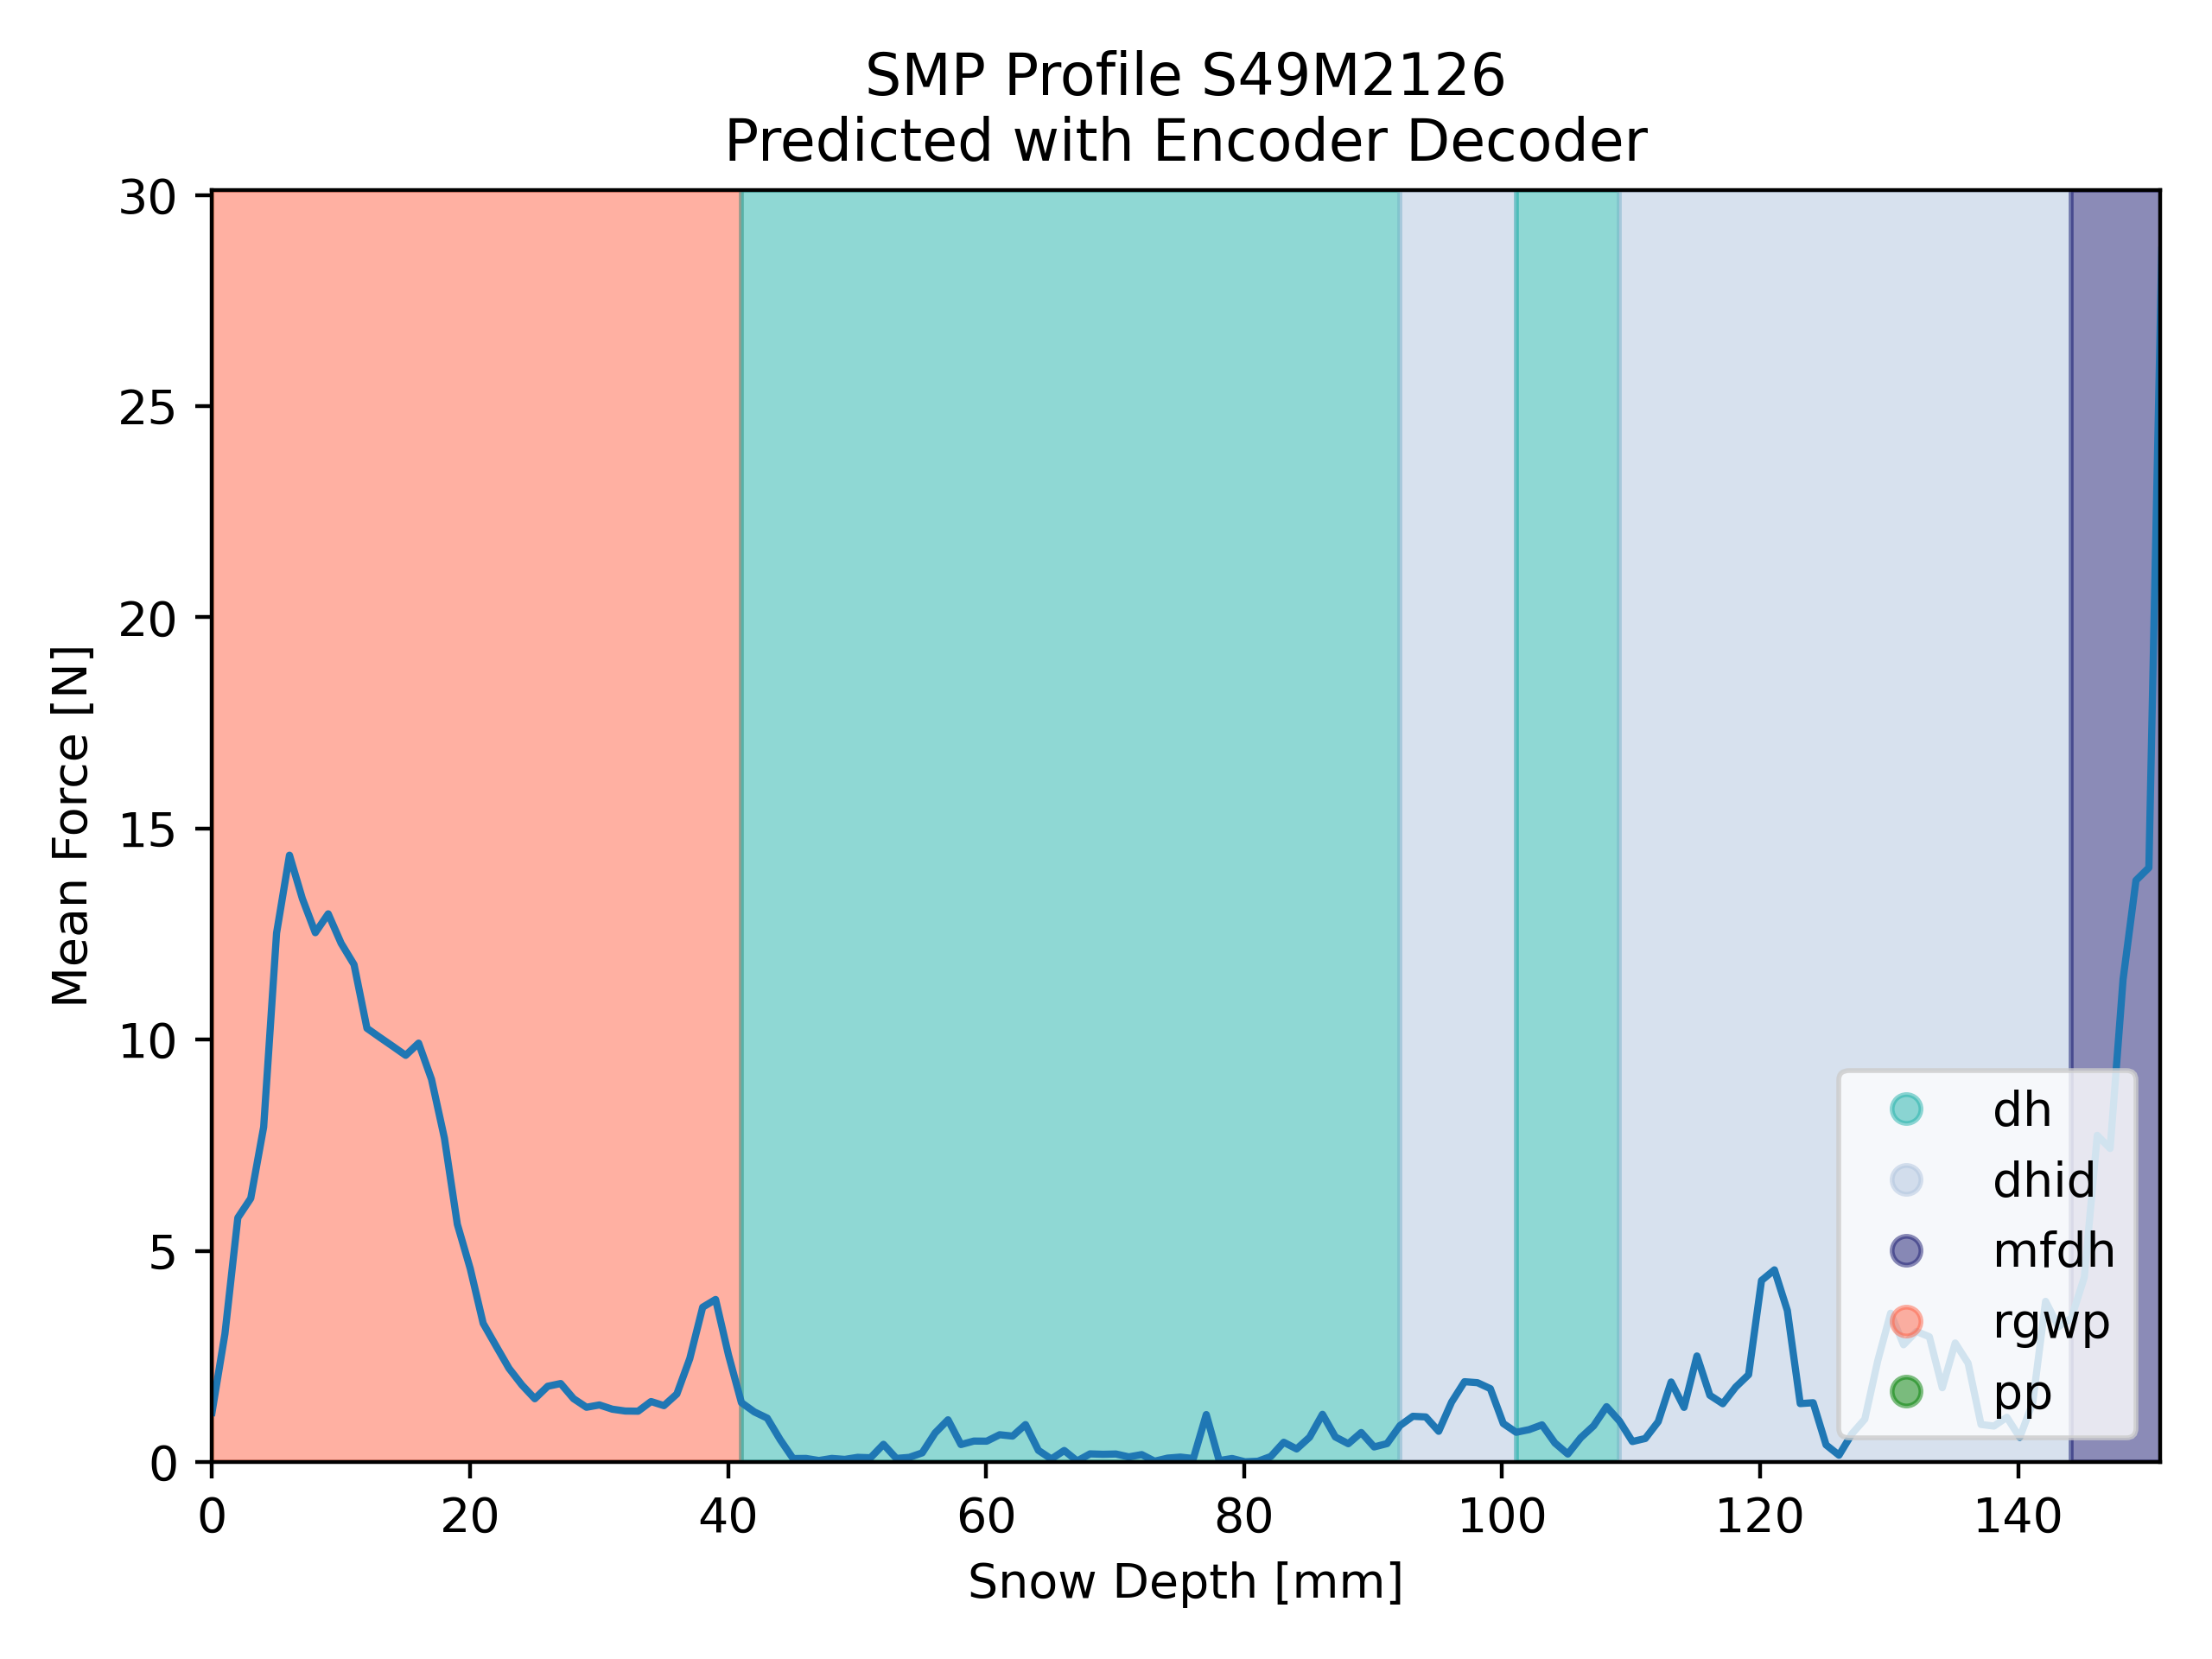 SMP Profile S49M2126
Predicted with Encoder Decoder
30
25
20
15
10
5
0
Mean Force [N]
dh
dhid
mfdh
rgwp
pp
0 20 40 60 80 100 120 140
Snow Depth [mm]